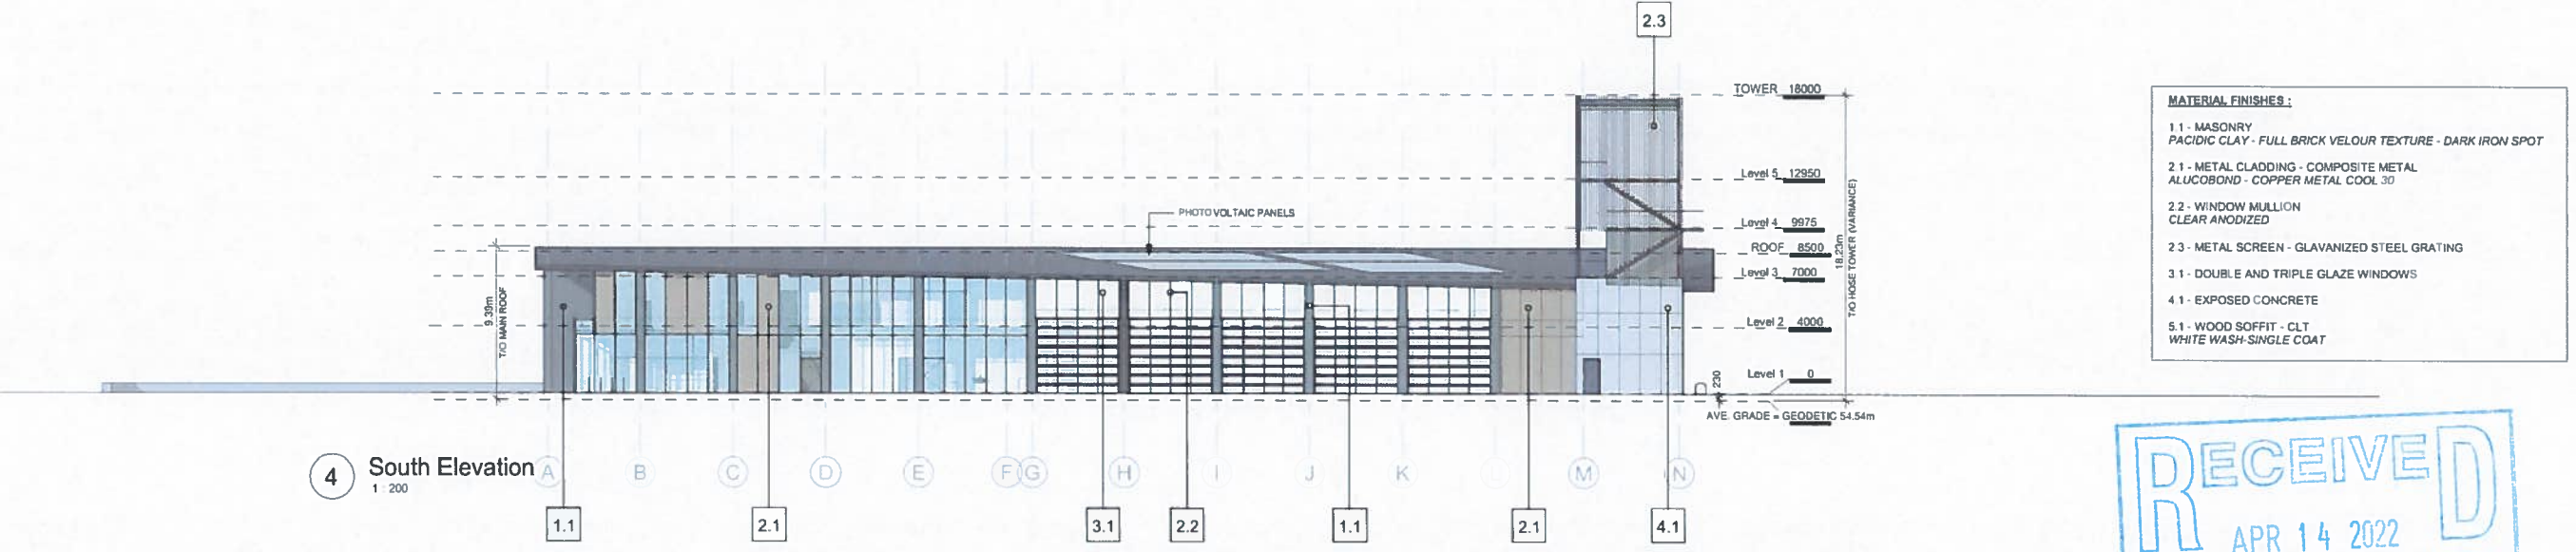 2.3
TOWER 18000
Level 5 12950
Level 4 9975
ROOF 8500
Level 3 7000
Level 2 4000
Level 1 0
230
AVE. GRADE = GEODETIC 54.54m
18.23m
T/O HOSE TOWER (VARIANCE)
PHOTO VOLTAIC PANELS
9.39m
T/O MAIN ROOF
4
South Elevation
1 : 200
A B C D E F G H I J K M N
1.1 2.1 3.1 2.2 1.1 2.1 4.1
MATERIAL FINISHES :
1.1 - MASONRY
PACIDIC CLAY - FULL BRICK VELOUR TEXTURE - DARK IRON SPOT
2.1 - METAL CLADDING - COMPOSITE METAL
ALUCOBOND - COPPER METAL COOL 30
2.2 - WINDOW MULLION
CLEAR ANODIZED
2.3 - METAL SCREEN - GLAVANIZED STEEL GRATING
3.1 - DOUBLE AND TRIPLE GLAZE WINDOWS
4.1 - EXPOSED CONCRETE
5.1 - WOOD SOFFIT - CLT
WHITE WASH-SINGLE COAT
RECEIVED
APR 14 2022